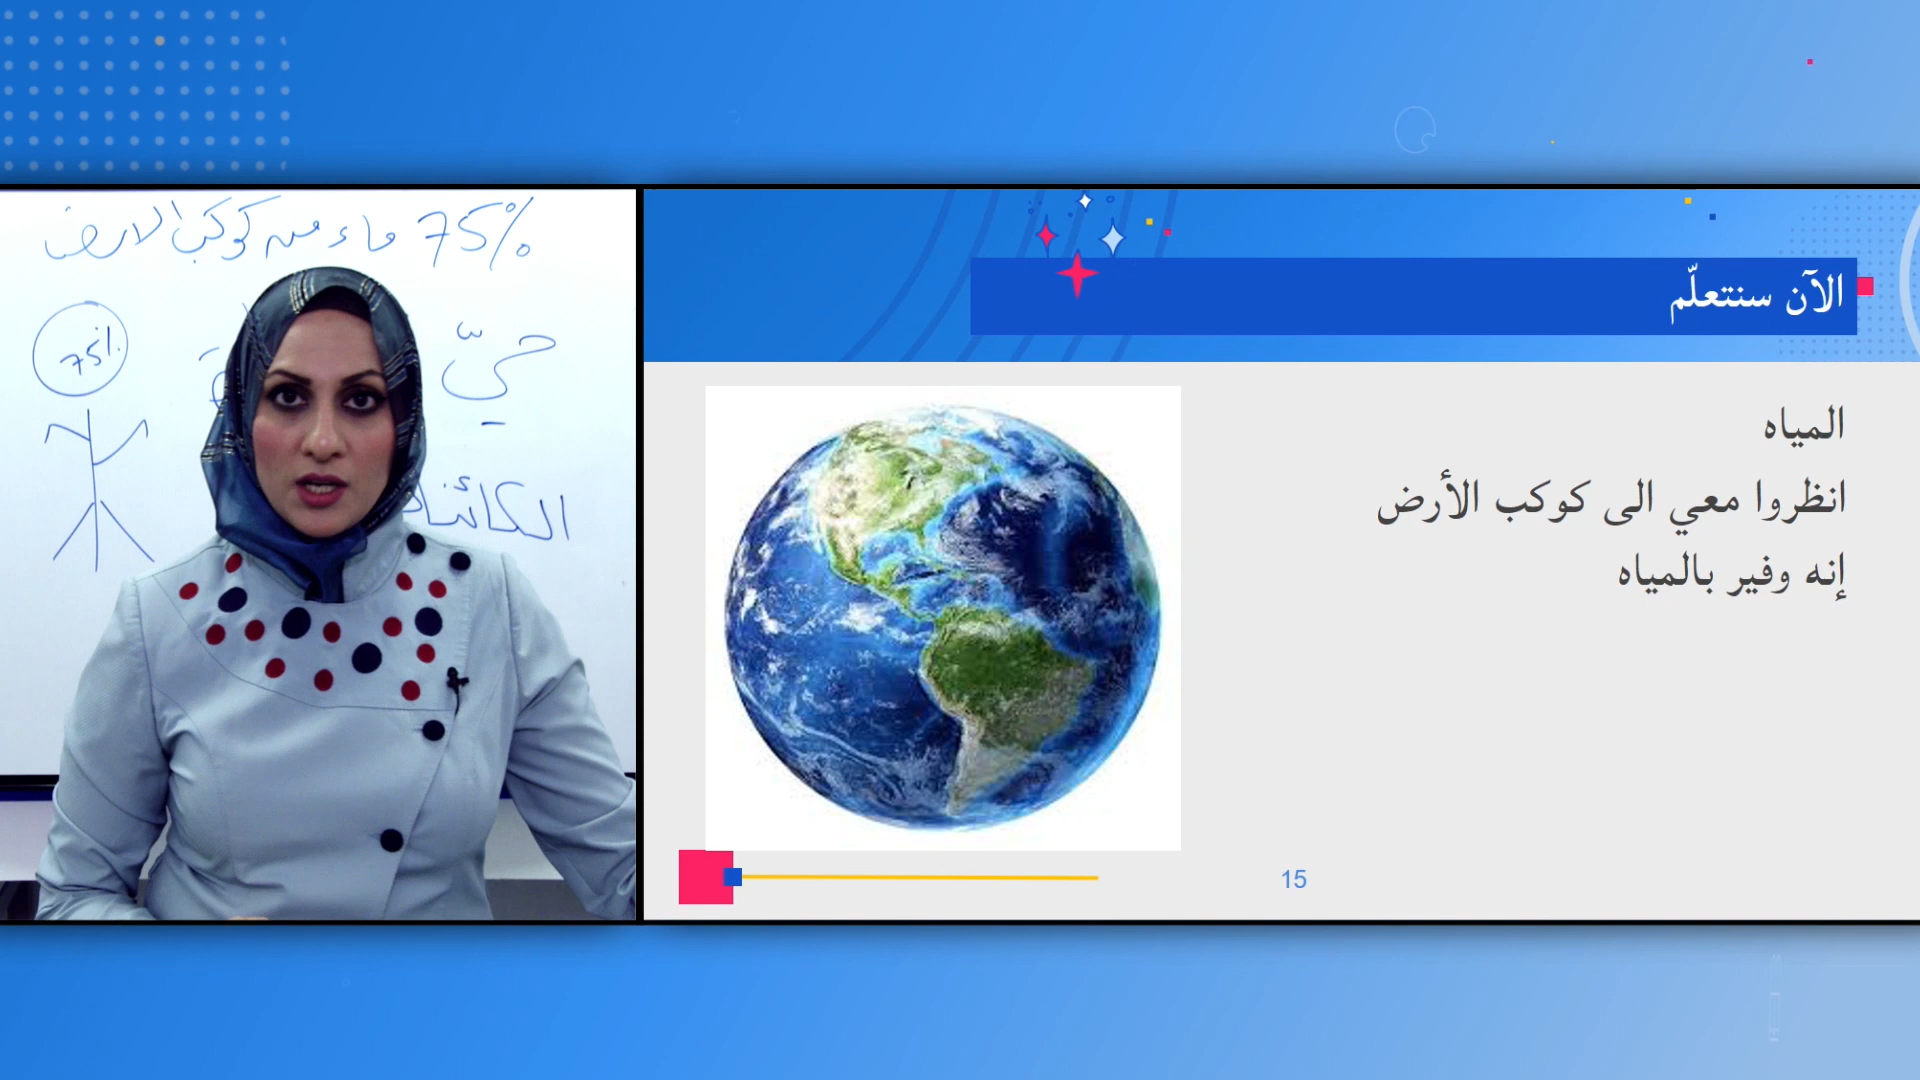 75% ماء من كوكب الارض
75%
حيّ
الكائنا
الآن سنتعلّم
المياه
انظروا معي الى كوكب الأرض
إنه وفير بالمياه
15